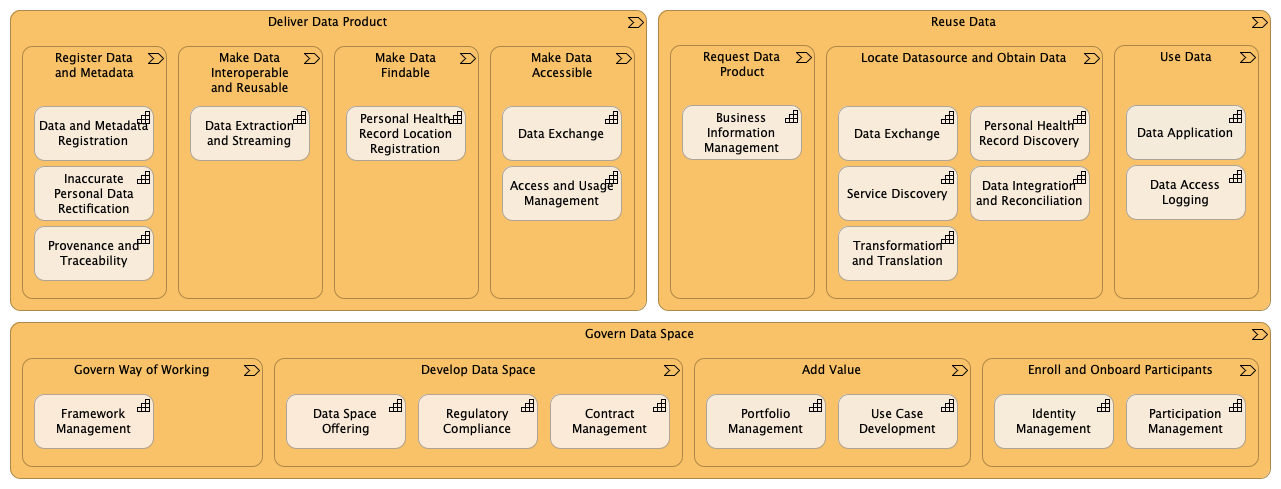 Deliver Data Product
Register Data
and Metadata
Data and Metadata
Registration
Inaccurate
Personal Data
Rectification
Provenance and
Traceability
Make Data
Interoperable
and Reusable
Data Extraction
and Streaming
Make Data
Findable
Personal Health
Record Location
Registration
Make Data
Accessible
Data Exchange
Access and Usage
Management
Reuse Data
Request Data
Product
Business
Information
Management
Locate Datasource and Obtain Data
Data Exchange
Personal Health
Record Discovery
Service Discovery
Data Integration
and Reconciliation
Transformation
and Translation
Use Data
Data Application
Data Access
Logging
Govern Data Space
Govern Way of Working
Framework
Management
Develop Data Space
Data Space
Offering
Regulatory
Compliance
Contract
Management
Add Value
Portfolio
Management
Use Case
Development
Enroll and Onboard Participants
Identity
Management
Participation
Management